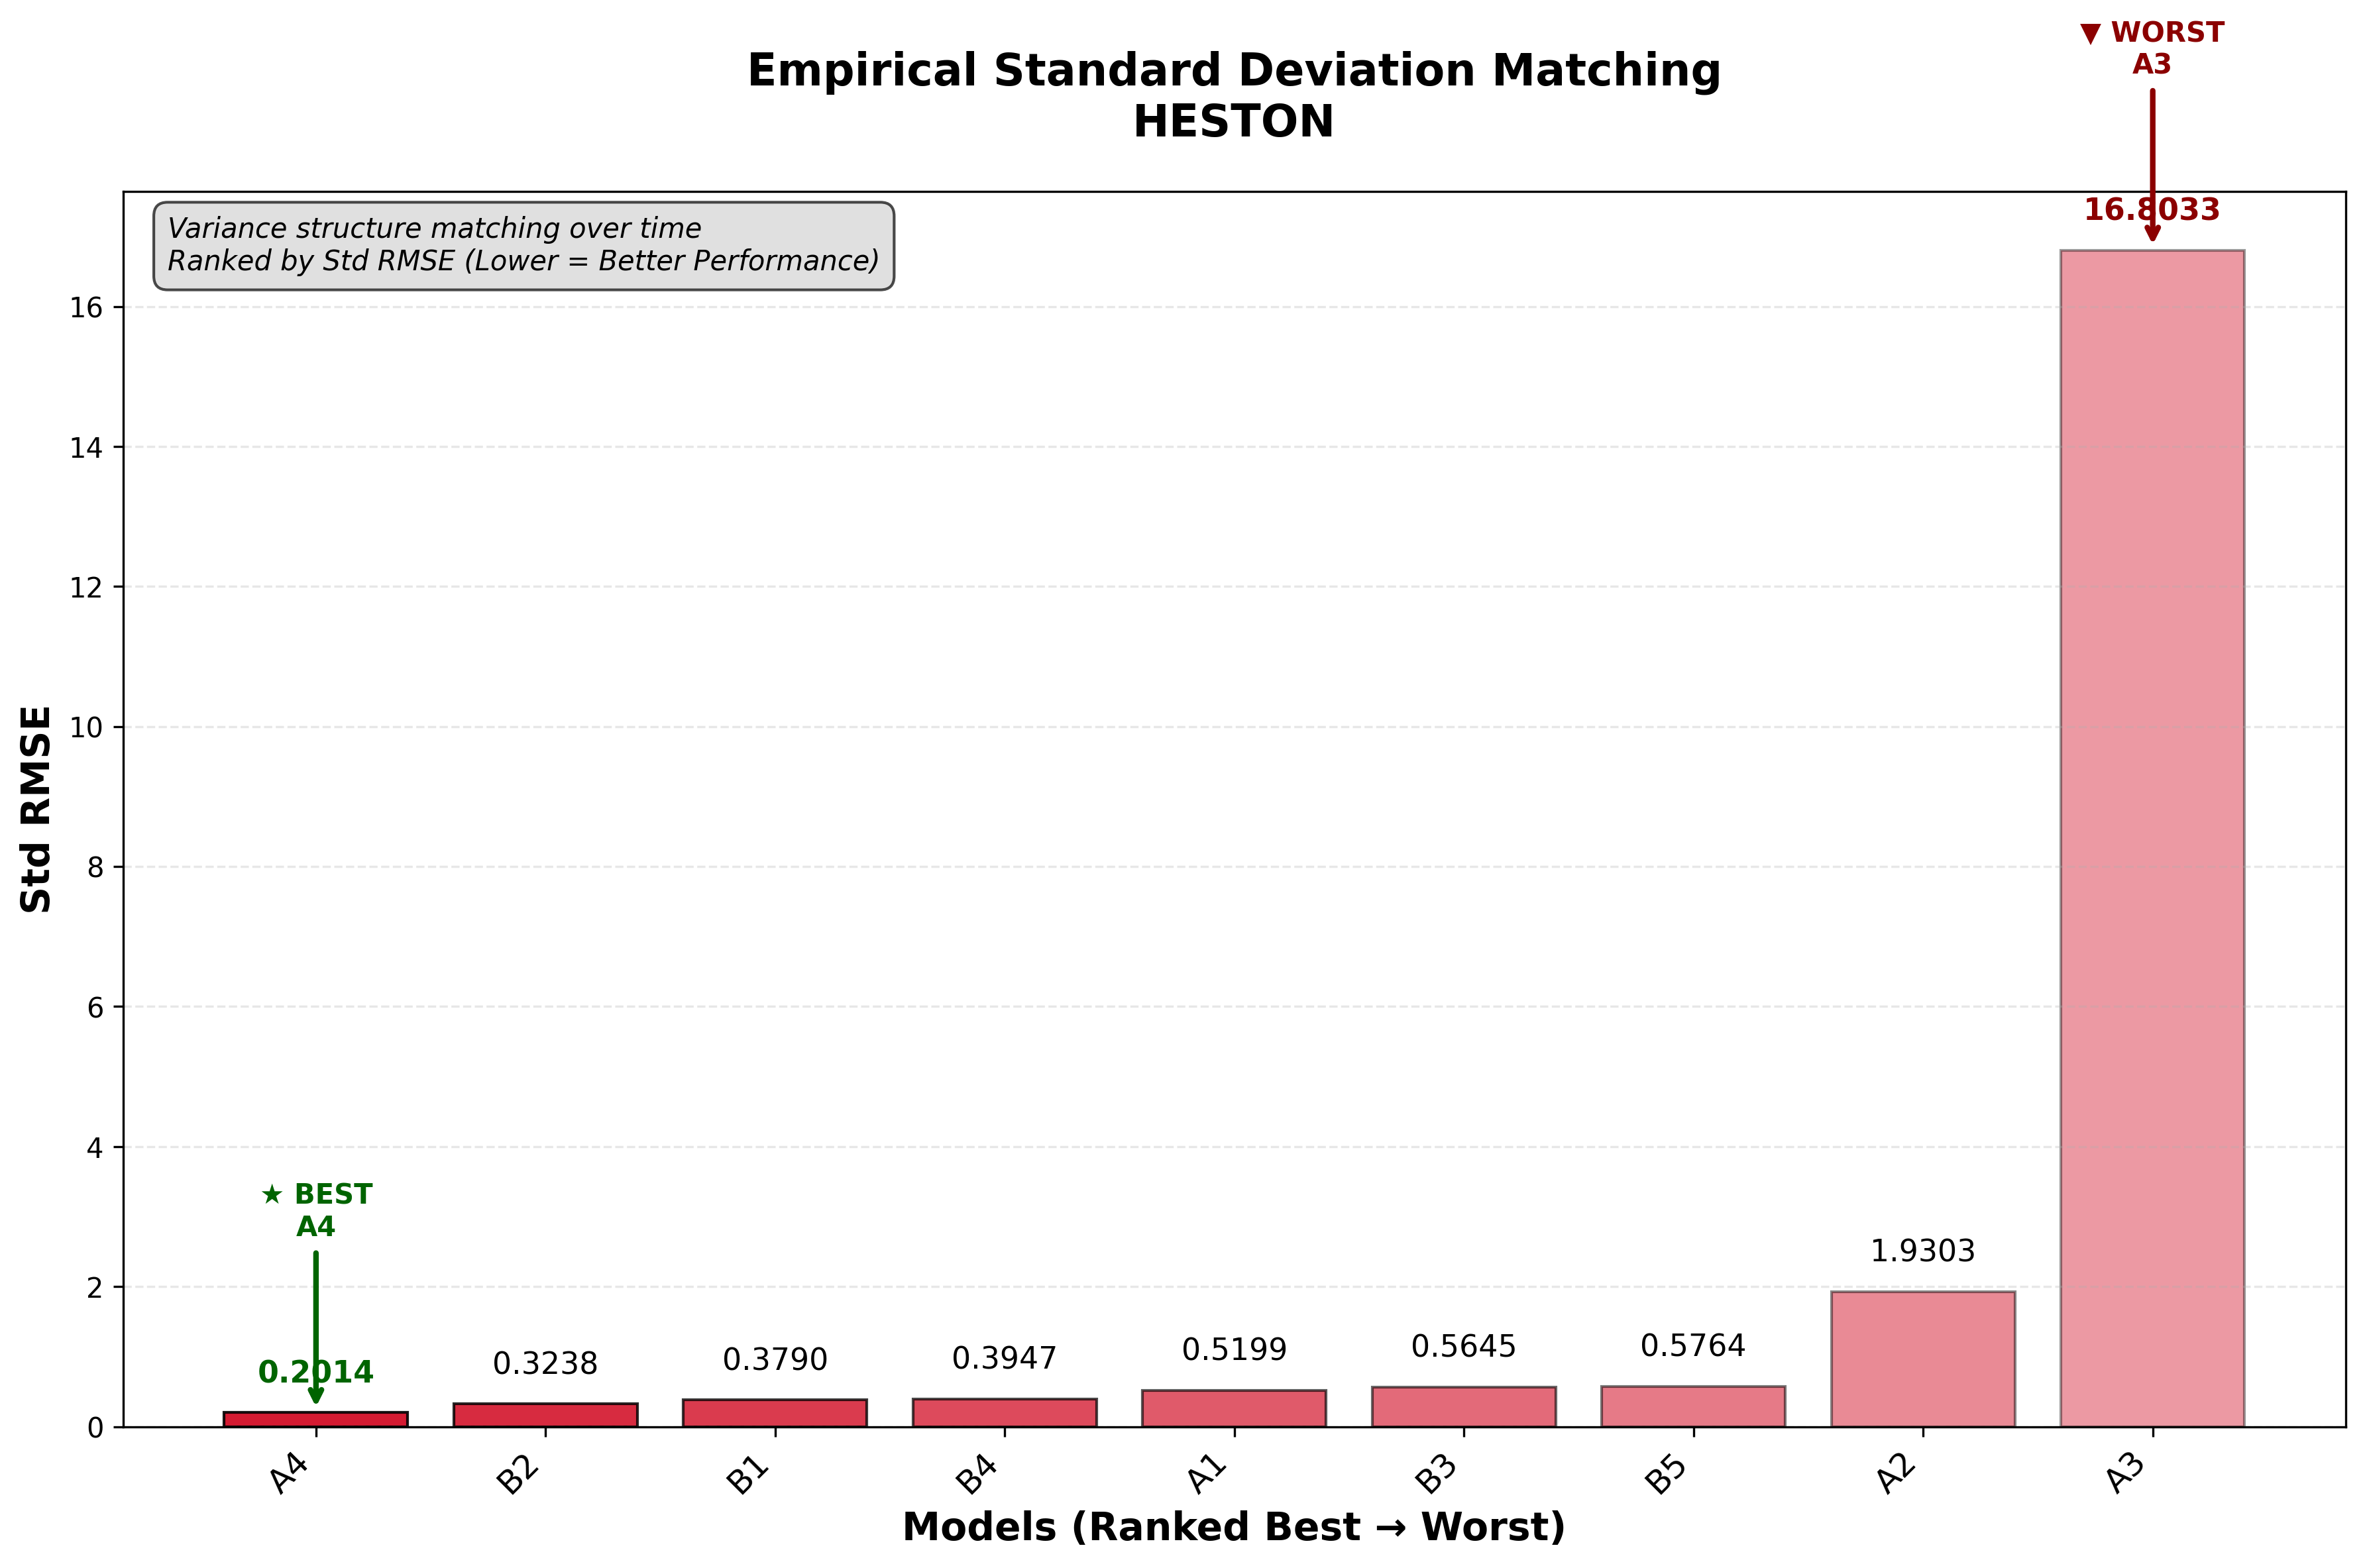 ▼ WORST
A3
Empirical Standard Deviation Matching
HESTON
Variance structure matching over time
Ranked by Std RMSE (Lower = Better Performance)
16.8033
16
14
12
10
8
6
4
2
0
Std RMSE
★ BEST
A4
0.2014
0.3238
0.3790
0.3947
0.5199
0.5645
0.5764
1.9303
A4
B2
B1
B4
A1
B3
B5
A2
A3
Models (Ranked Best → Worst)